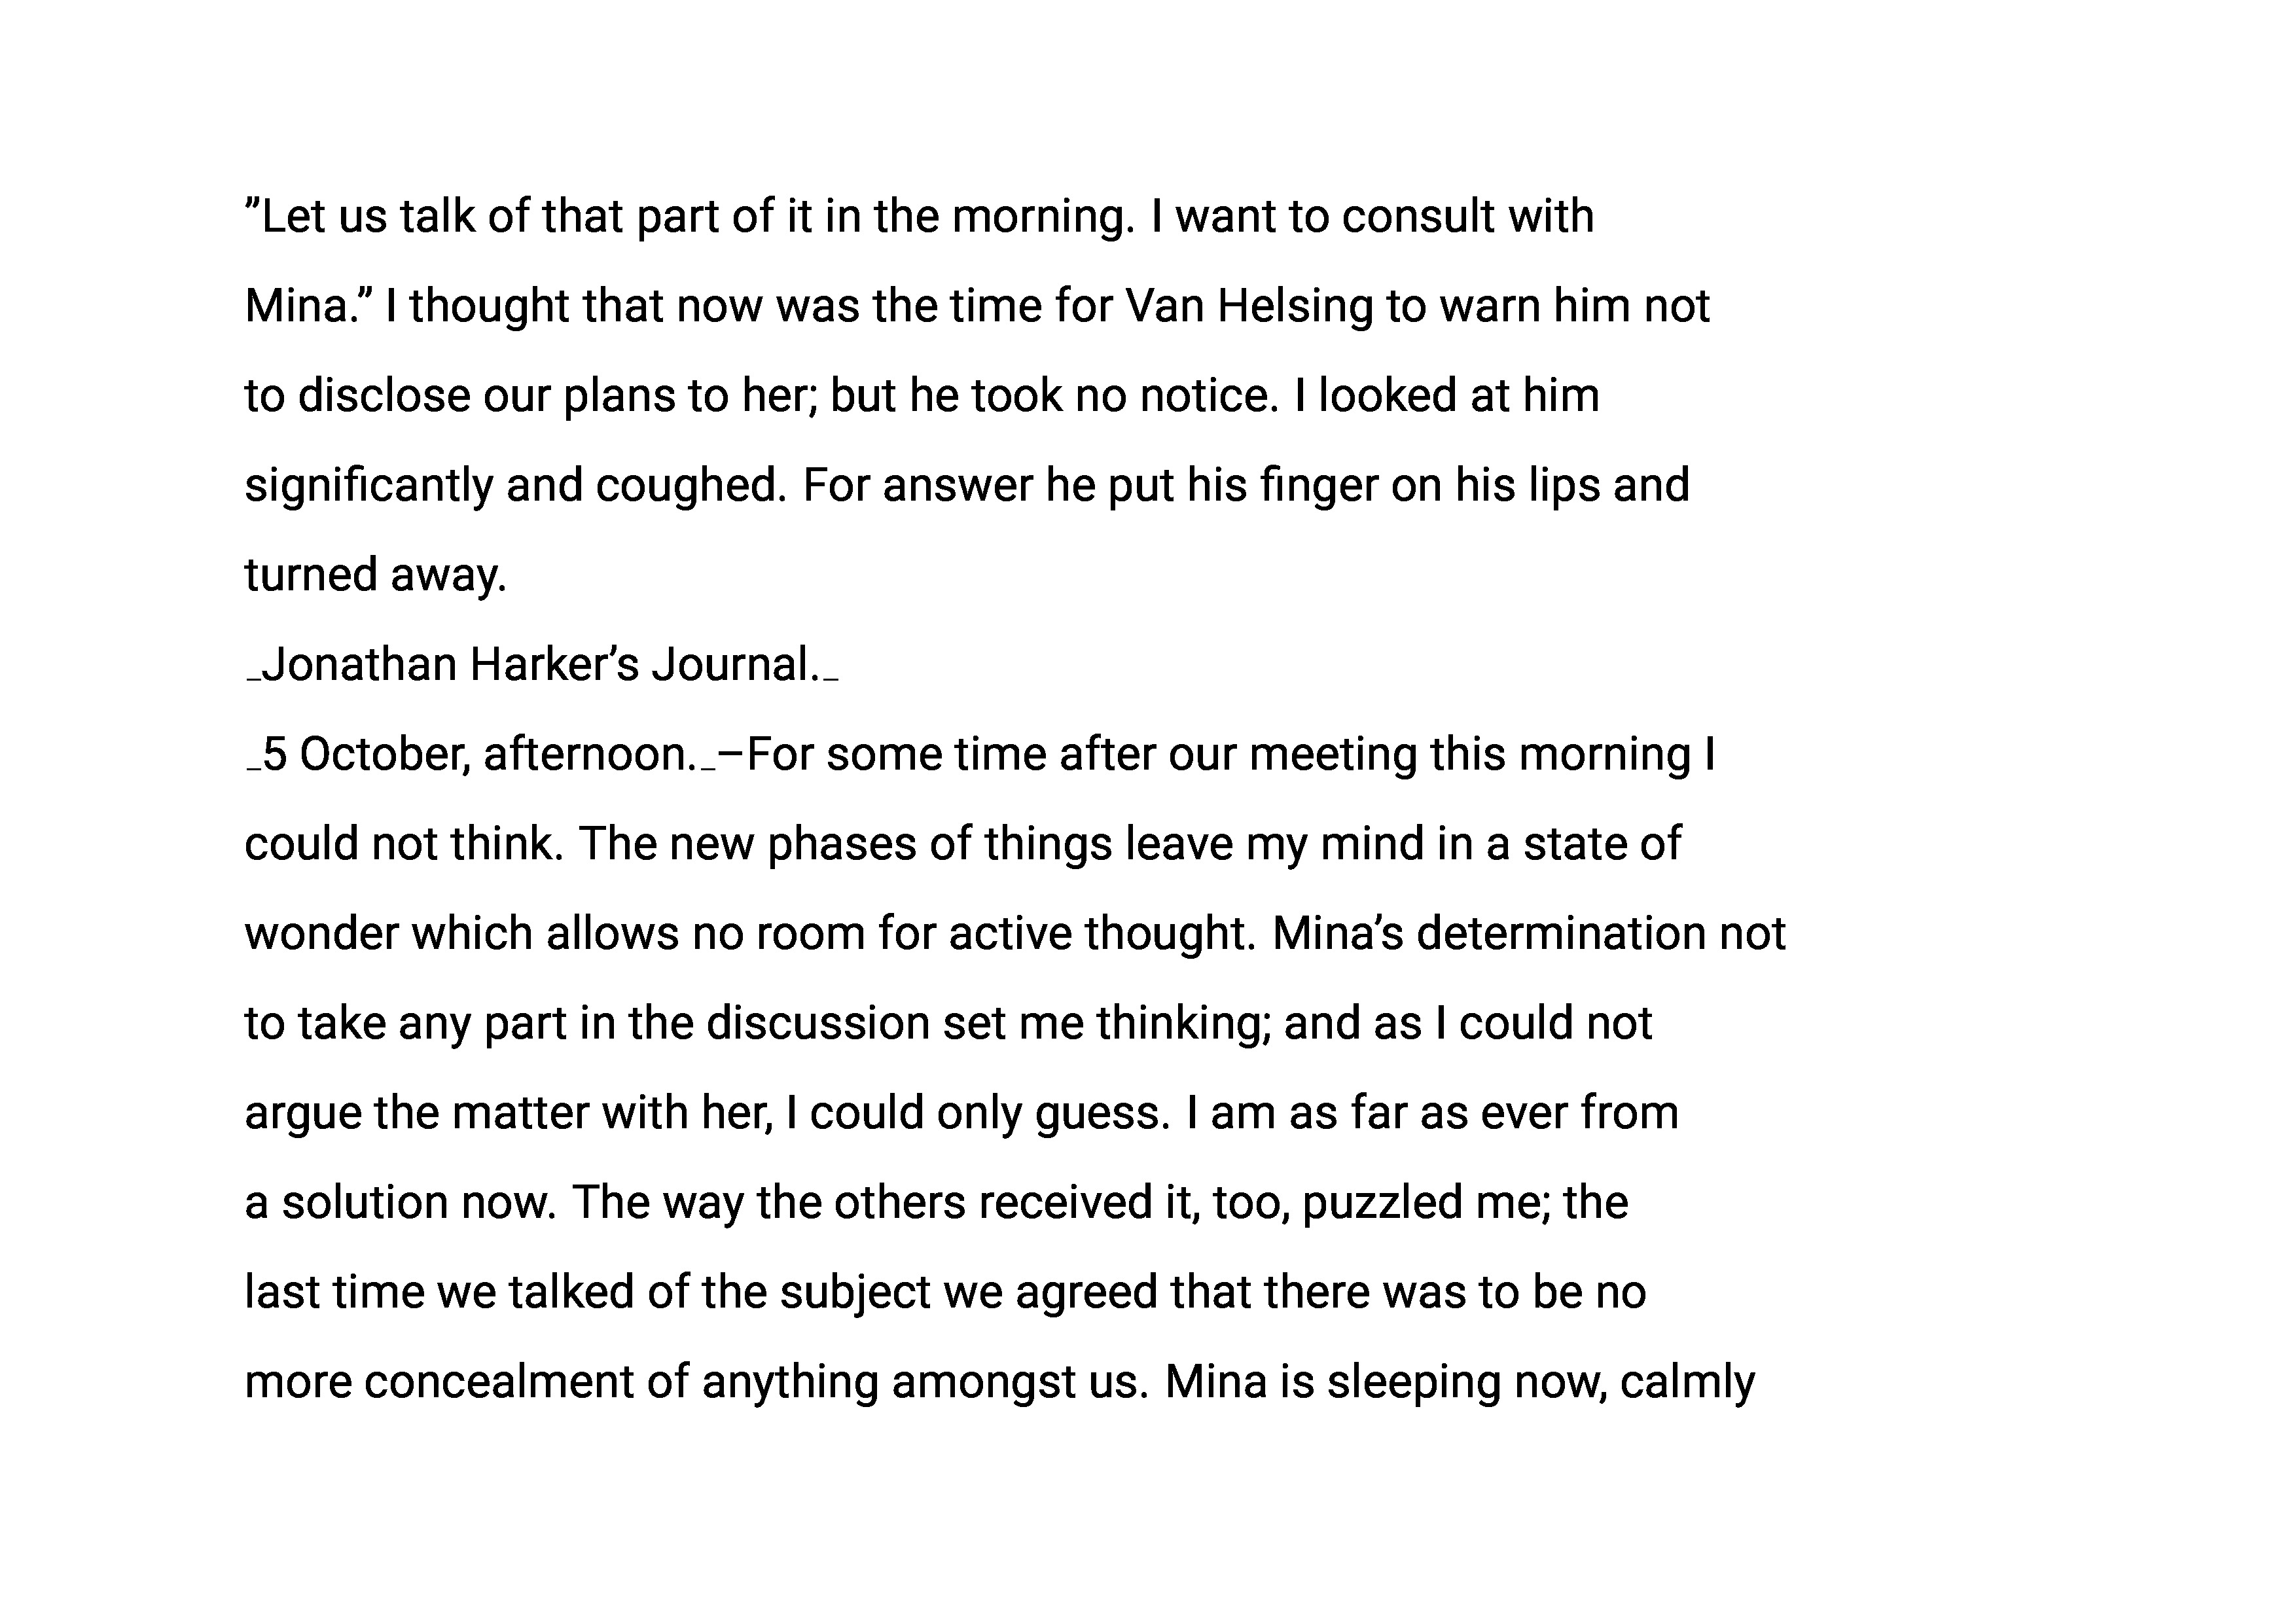 ”Let us talk of that part of it in the morning. I want to consult with
Mina.” I thought that now was the time for Van Helsing to warn him not
to disclose our plans to her; but he took no notice. I looked at him
significantly and coughed. For answer he put his finger on his lips and
turned away.
_Jonathan Harker’s Journal._
_5 October, afternoon._–For some time after our meeting this morning I
could not think. The new phases of things leave my mind in a state of
wonder which allows no room for active thought. Mina’s determination not
to take any part in the discussion set me thinking; and as I could not
argue the matter with her, I could only guess. I am as far as ever from
a solution now. The way the others received it, too, puzzled me; the
last time we talked of the subject we agreed that there was to be no
more concealment of anything amongst us. Mina is sleeping now, calmly